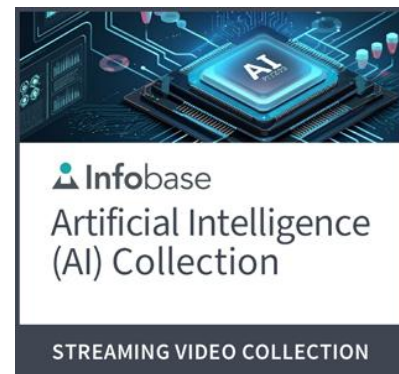 AI
Infobase
Artificial Intelligence
(AI) Collection
STREAMING VIDEO COLLECTION